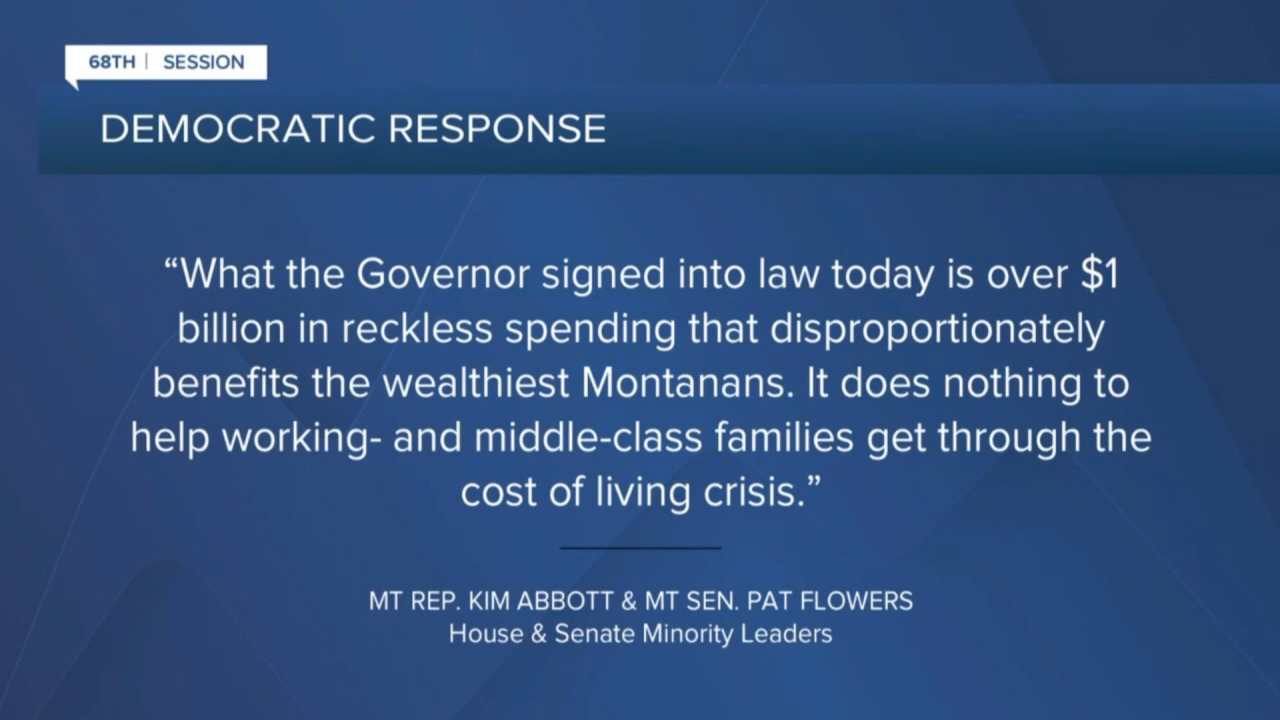 68TH | SESSION
DEMOCRATIC RESPONSE
“What the Governor signed into law today is over $1
billion in reckless spending that disproportionately
benefits the wealthiest Montanans. It does nothing to
help working- and middle-class families get through the
cost of living crisis.”
MT REP. KIM ABBOTT & MT SEN. PAT FLOWERS
House & Senate Minority Leaders